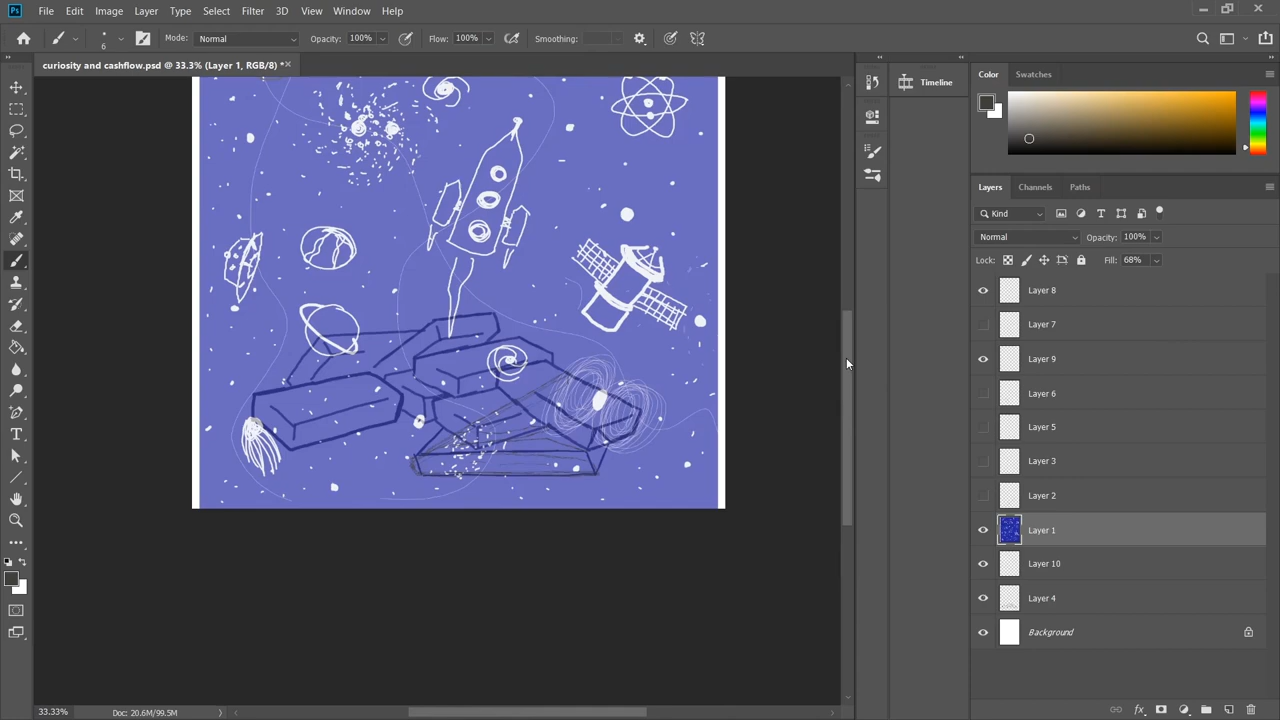 Ps File Edit Image Layer Type Select Filter 3D View Window Help
6 Mode: Normal Opacity: 100% Flow: 100% Smoothing:
curiosity and cashflow.psd @ 33.3% (Layer 1, RGB/8) *
Timeline
Color Swatches
Layers Channels Paths
Kind
Normal Opacity: 100%
Lock: Fill: 68%
Layer 8
Layer 7
Layer 9
Layer 6
Layer 5
Layer 3
Layer 2
Layer 1
Layer 10
Layer 4
Background
33.33% Doc: 20.6M/99.5M